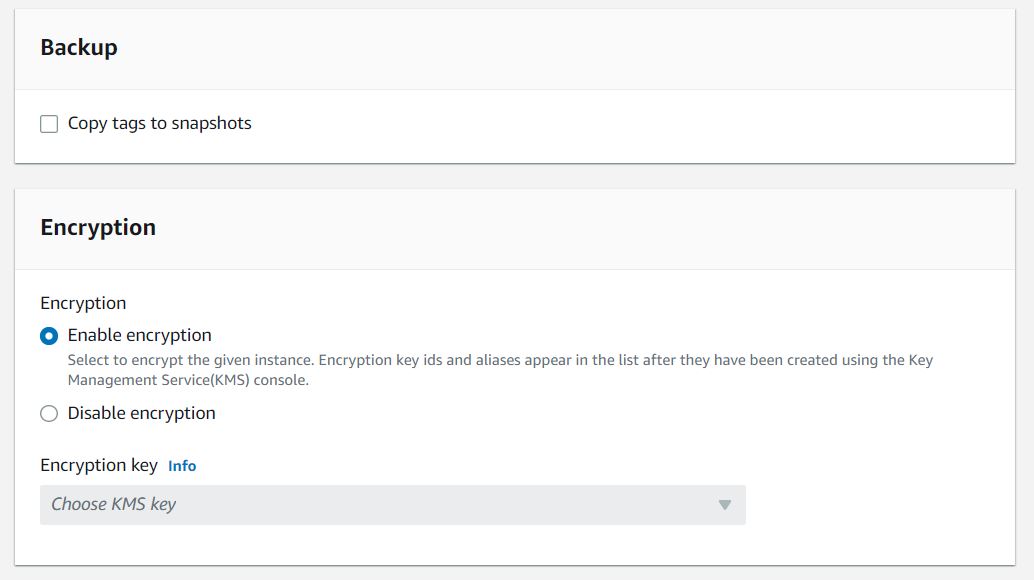 Backup
Copy tags to snapshots
Encryption
Encryption
Enable encryption
Select to encrypt the given instance. Encryption key ids and aliases appear in the list after they have been created using the Key
Management Service(KMS) console.
Disable encryption
Encryption key Info
Choose KMS key